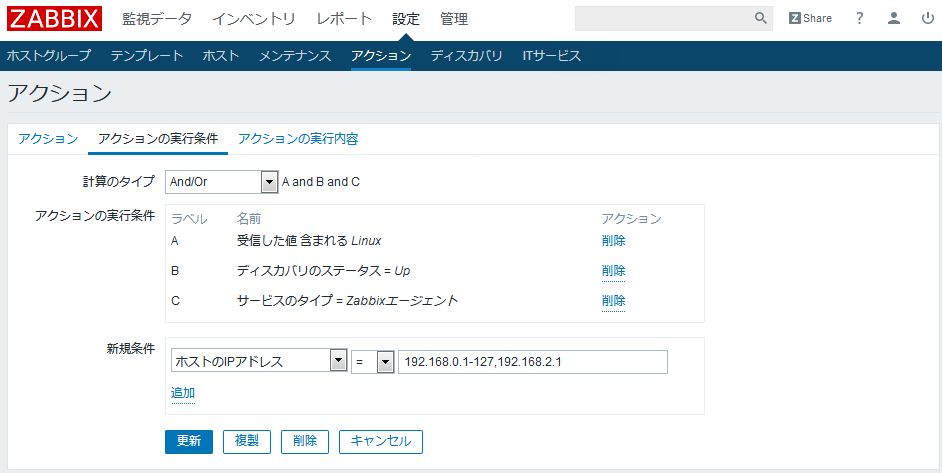 ZABBIX 監視データ インベントリ レポート 設定 管理 Z Share ?
ホストグループ テンプレート ホスト メンテナンス アクション ディスカバリ ITサービス
アクション
アクション アクションの実行条件 アクションの実行内容
計算のタイプ And/Or A and B and C
アクションの実行条件 ラベル 名前 アクション
A 受信した値 含まれる Linux 削除
B ディスカバリのステータス = Up 削除
C サービスのタイプ = Zabbixエージェント 削除
新規条件 ホストのIPアドレス = 192.168.0.1-127,192.168.2.1
追加
更新 複製 削除 キャンセル